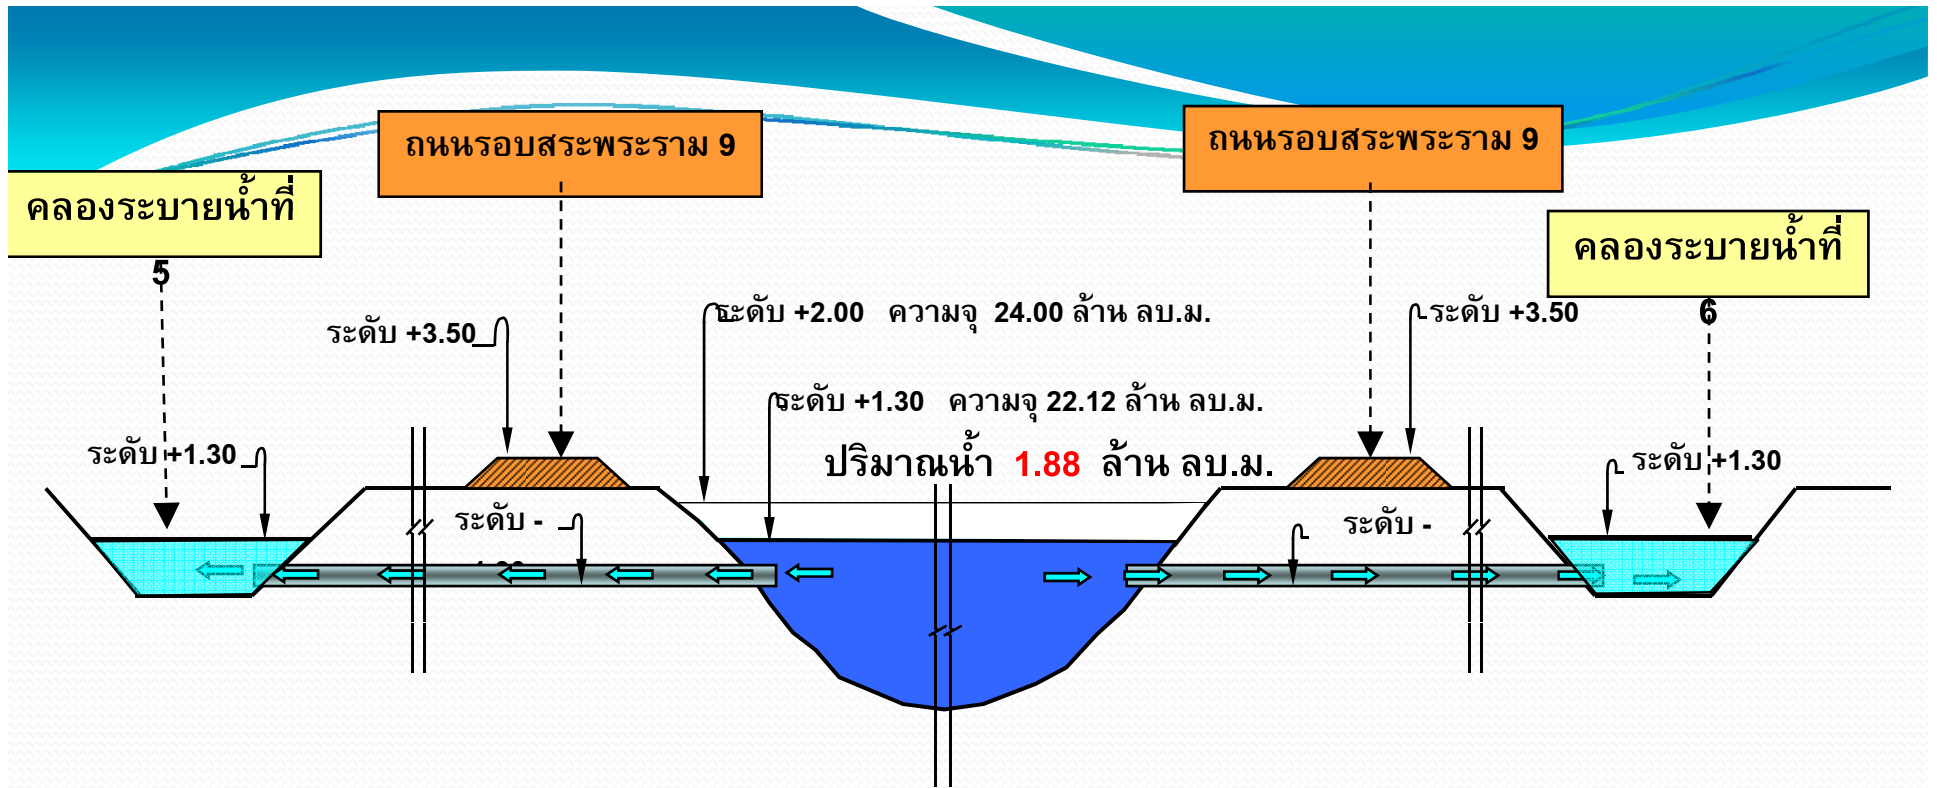 ถนนรอบสระพระราม 9
ถนนรอบสระพระราม 9
คลองระบายน้ำที่
5
คลองระบายน้ำที่
6
ระดับ +3.50
ระดับ +2.00 ความจุ 24.00 ล้าน ลบ.ม.
ระดับ +3.50
ระดับ +1.30 ความจุ 22.12 ล้าน ลบ.ม.
ระดับ +1.30
ปริมาณน้ำ 1.88 ล้าน ลบ.ม.
ระดับ +1.30
ระดับ -
ระดับ -